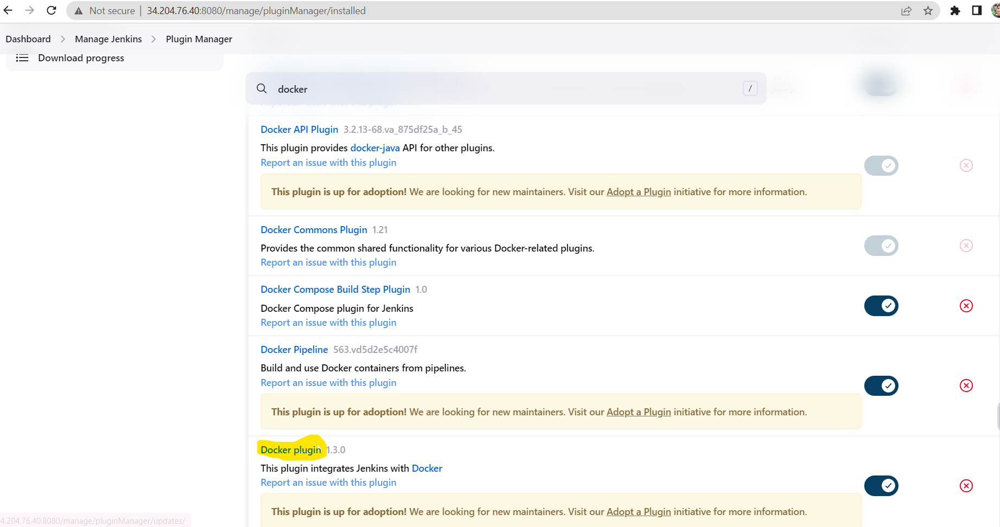 Not secure | 34.204.76.40:8080/manage/pluginManager/installed
Dashboard > Manage Jenkins > Plugin Manager
Download progress
docker /
Report an issue with this plugin
Docker API Plugin 3.2.13-68.va_875df25a_b_45
This plugin provides docker-java API for other plugins.
Report an issue with this plugin
This plugin is up for adoption! We are looking for new maintainers. Visit our Adopt a Plugin initiative for more information.
Docker Commons Plugin 1.21
Provides the common shared functionality for various Docker-related plugins.
Report an issue with this plugin
Docker Compose Build Step Plugin 1.0
Docker Compose plugin for Jenkins
Report an issue with this plugin
Docker Pipeline 563.vd5d2e5c4007f
Build and use Docker containers from pipelines.
Report an issue with this plugin
This plugin is up for adoption! We are looking for new maintainers. Visit our Adopt a Plugin initiative for more information.
Docker plugin 1.3.0
This plugin integrates Jenkins with Docker
Report an issue with this plugin
This plugin is up for adoption! We are looking for new maintainers. Visit our Adopt a Plugin initiative for more information.
4.204.76.40:8080/manage/pluginManager/updates/